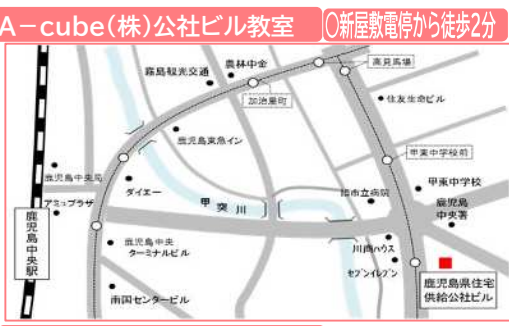 A－cube(株)公社ビル教室
〇新屋敷電停から徒歩2分
農林中金
霧島観光交通
高見馬場
加治屋町
住友生命ビル
鹿児島東急イン
甲東中学校前
鹿児島中央局
ダイエー
甲東中学校
アミュプラザ
甲突川
市立病院
鹿児島
中央署
鹿児島中央駅
鹿児島中央
ターミナルビル
川商ハウス
セブンイレブン
南国センタービル
鹿児島県住宅
供給公社ビル